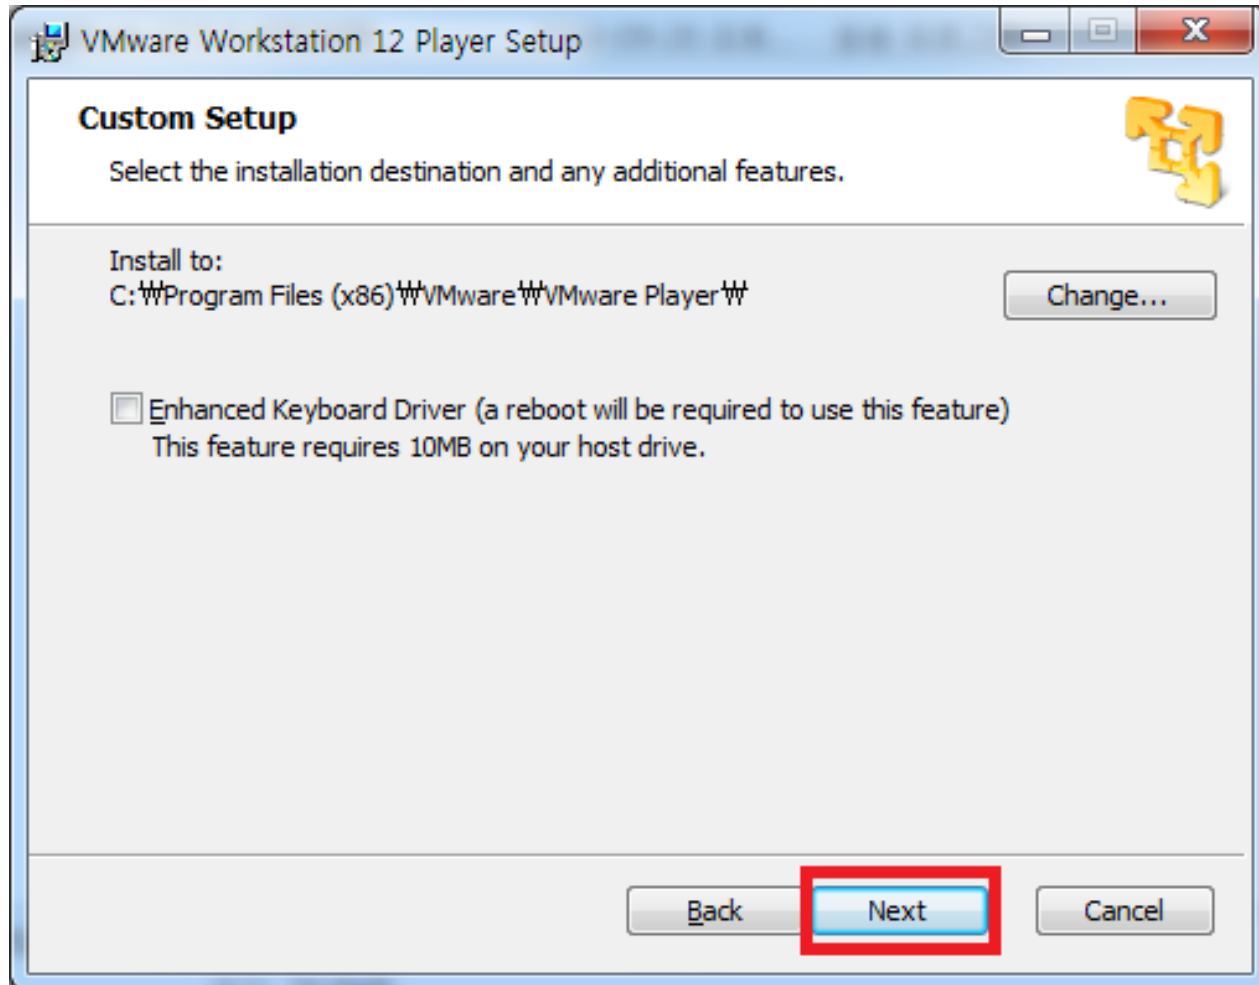 VMware Workstation 12 Player Setup
Custom Setup
Select the installation destination and any additional features.
Install to:
C:₩Program Files (x86)₩VMware₩VMware Player₩
Change...
Enhanced Keyboard Driver (a reboot will be required to use this feature)
This feature requires 10MB on your host drive.
Back
Next
Cancel